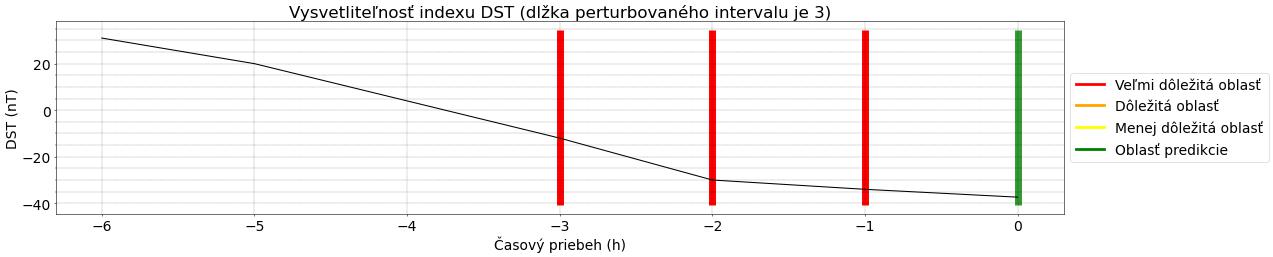 Vysvetliteľnosť indexu DST (dĺžka perturbovaného intervalu je 3)
DST (nT)
20
0
−20
−40
−6 −5 −4 −3 −2 −1 0
Časový priebeh (h)
Veľmi dôležitá oblasť
Dôležitá oblasť
Menej dôležitá oblasť
Oblasť predikcie